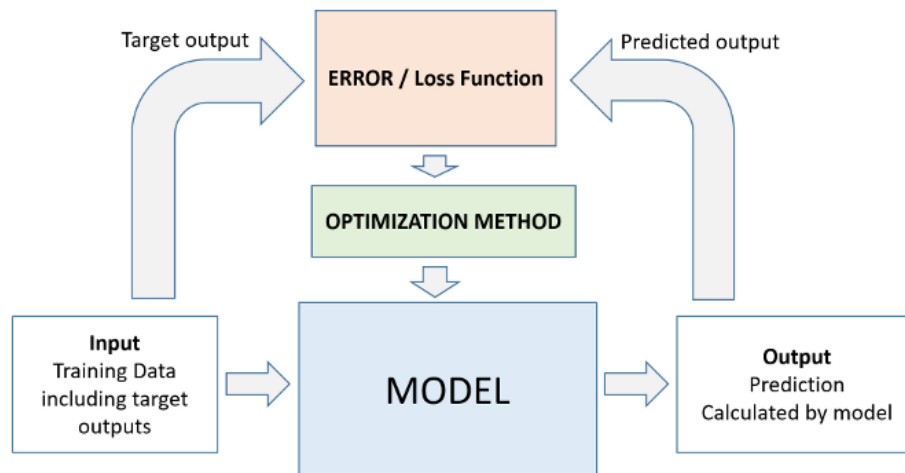 Target output
Predicted output
ERROR / Loss Function
OPTIMIZATION METHOD
Input
Training Data
including target
outputs
MODEL
Output
Prediction
Calculated by model